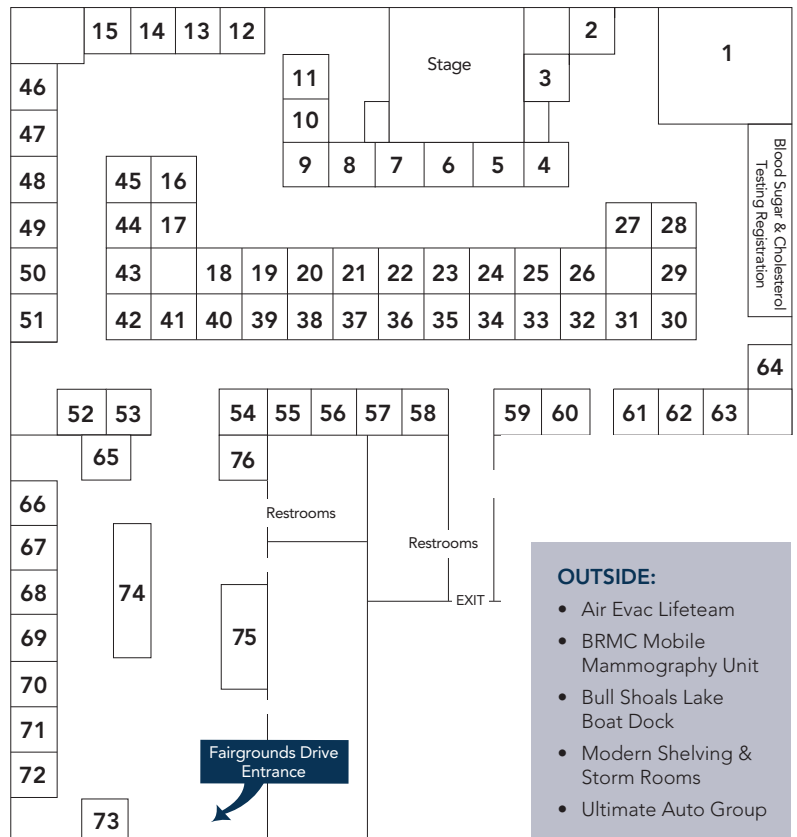 15 14 13 12
2
1
Stage
3
46
11
47
10
48
45 16
9 8 7 6 5 4
Blood Sugar & Cholesterol
Testing Registration
49
44 17
27 28
50
43
18 19 20 21 22 23 24 25 26
29
51
42 41 40 39 38 37 36 35 34 33 32 31 30
64
52 53
54 55 56 57 58
59 60
61 62 63
65
76
66
Restrooms
67
Restrooms
68
74
69
75
EXIT
70
71
72
73
Fairgrounds Drive
Entrance
OUTSIDE:
• Air Evac Lifeteam
• BRMC Mobile
Mammography Unit
• Bull Shoals Lake
Boat Dock
• Modern Shelving &
Storm Rooms
• Ultimate Auto Group